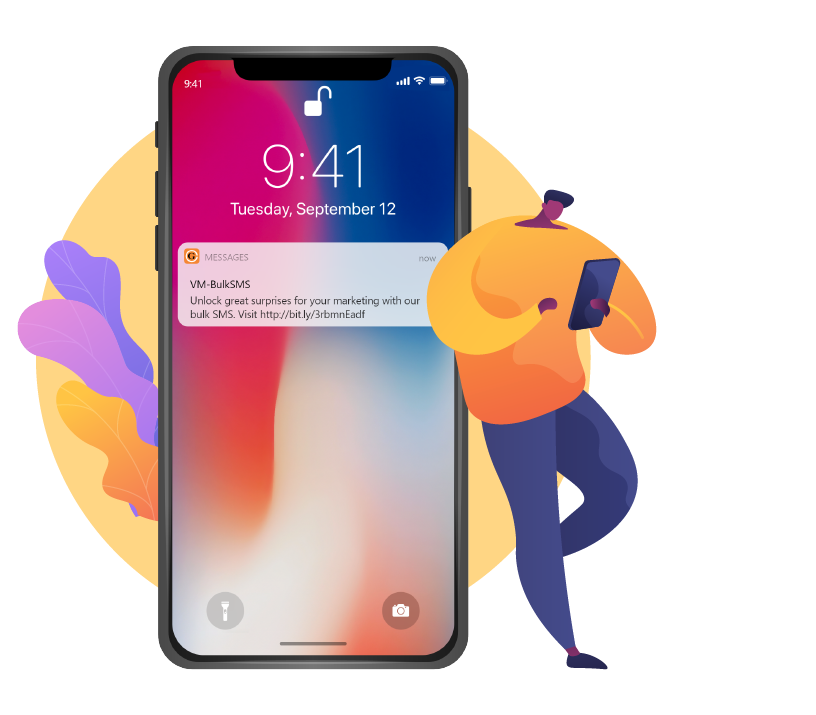 9:41
9:41
Tuesday, September 12
G MESSAGES now
VM-BulkSMS
Unlock great surprises for your marketing with our
bulk SMS. Visit http://bit.ly/3rbmnEadf